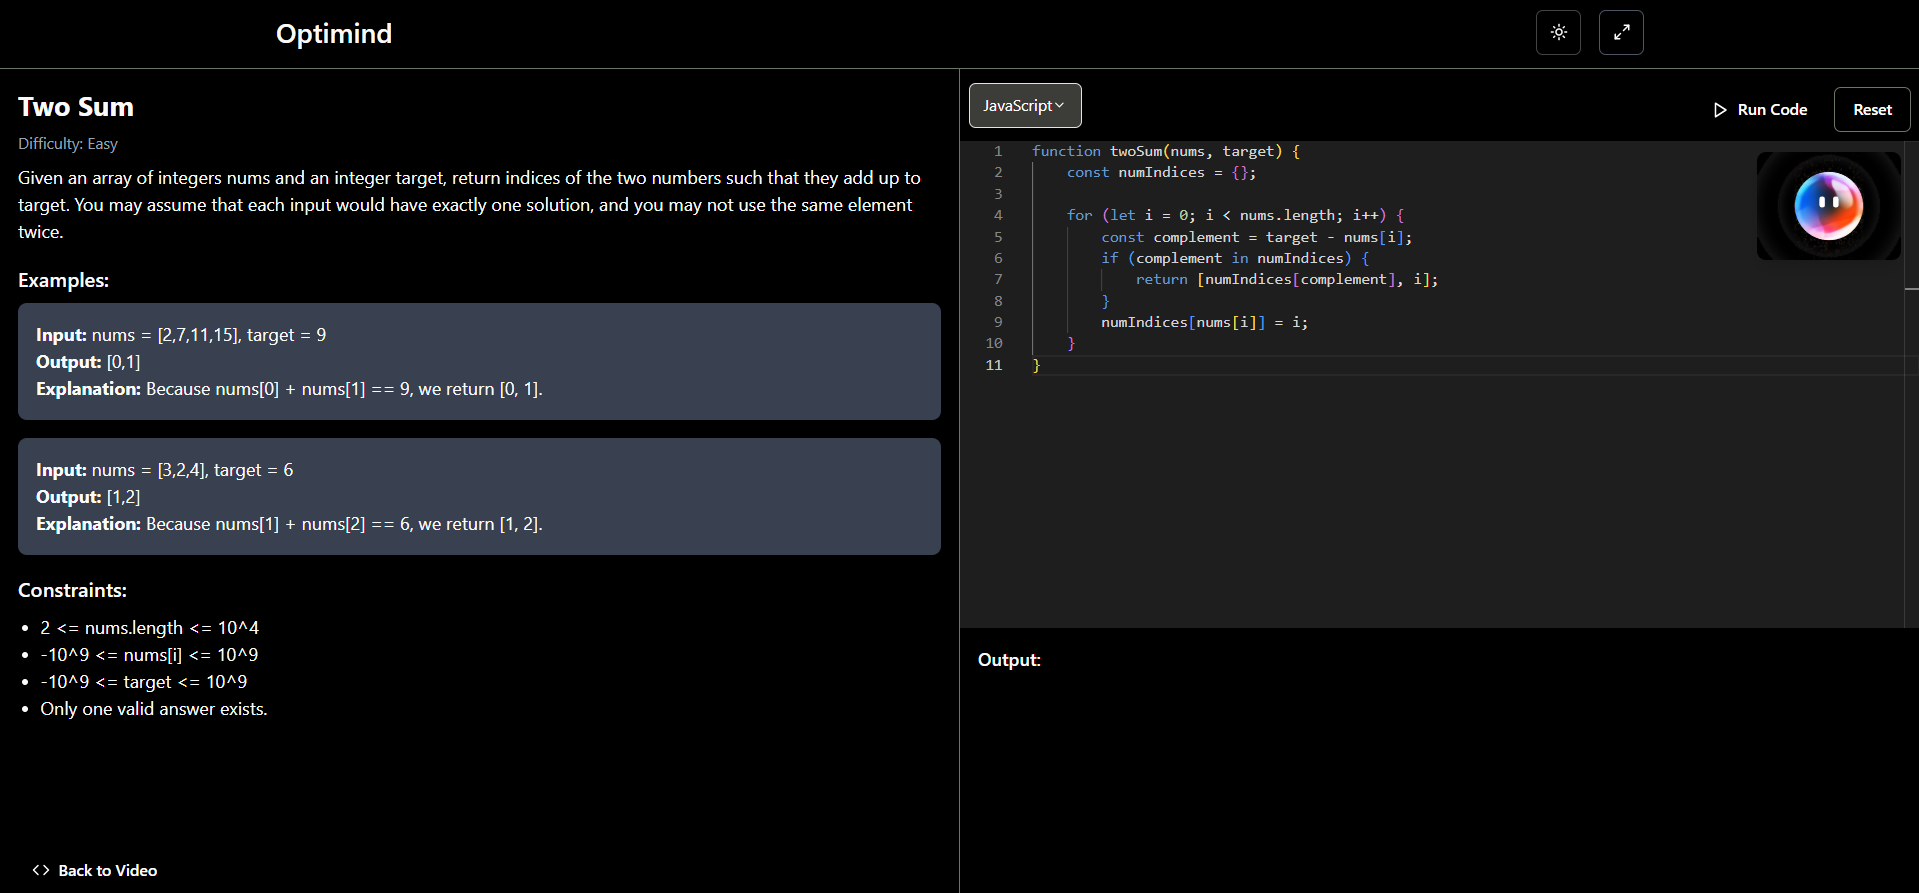 Optimind
Two Sum
Difficulty: Easy
Given an array of integers nums and an integer target, return indices of the two numbers such that they add up to
target. You may assume that each input would have exactly one solution, and you may not use the same element
twice.
Examples:
Input: nums = [2,7,11,15], target = 9
Output: [0,1]
Explanation: Because nums[0] + nums[1] == 9, we return [0, 1].
Input: nums = [3,2,4], target = 6
Output: [1,2]
Explanation: Because nums[1] + nums[2] == 6, we return [1, 2].
Constraints:
• 2 <= nums.length <= 10^4
• -10^9 <= nums[i] <= 10^9
• -10^9 <= target <= 10^9
• Only one valid answer exists.
<> Back to Video
JavaScript
Run Code
Reset
1 function twoSum(nums, target) {
2     const numIndices = {};
3
4     for (let i = 0; i < nums.length; i++) {
5         const complement = target - nums[i];
6         if (complement in numIndices) {
7             return [numIndices[complement], i];
8         }
9         numIndices[nums[i]] = i;
10     }
11 }
Output: